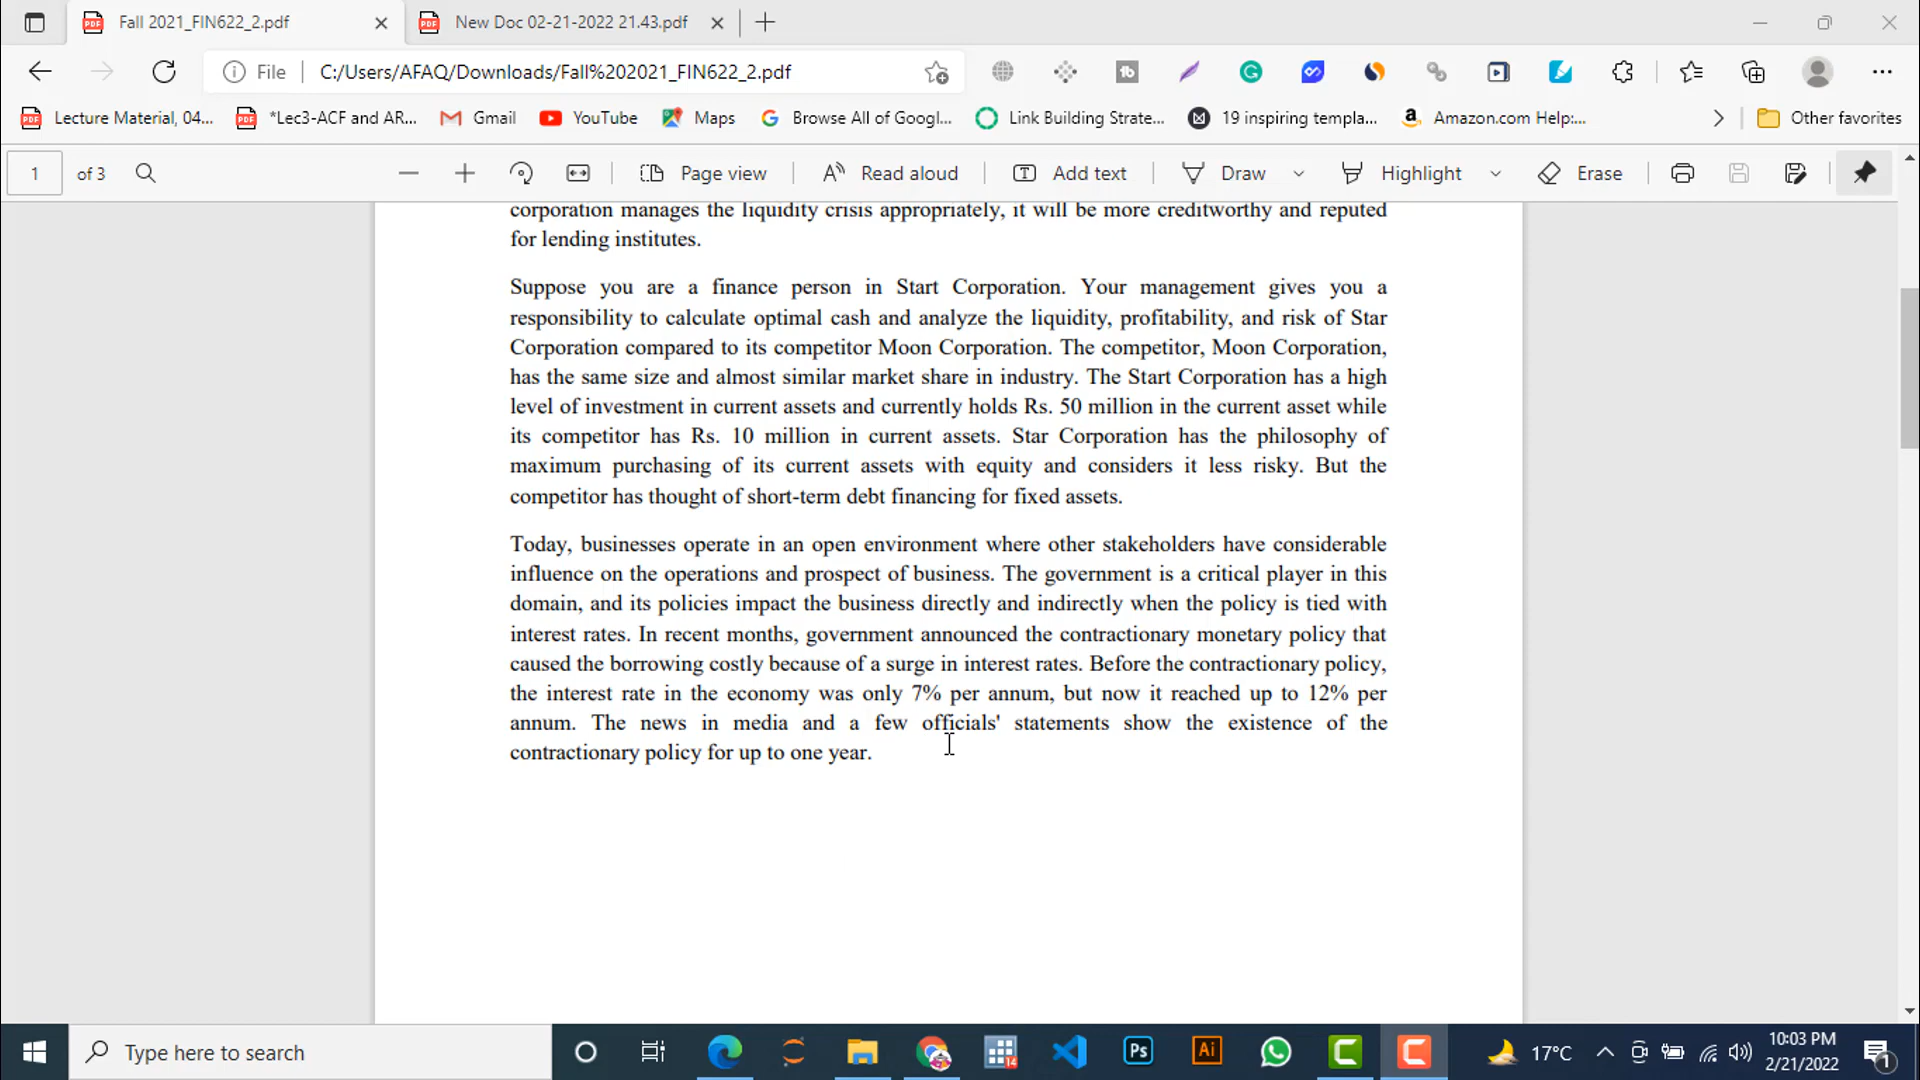 Fall 2021_FIN622_2.pdf
New Doc 02-21-2022 21.43.pdf
File
C:/Users/AFAQ/Downloads/Fall%202021_FIN622_2.pdf
Lecture Material, 04...
*Lec3-ACF and AR...
Gmail
YouTube
Maps
Browse All of Googl...
Link Building Strate...
19 inspiring templa...
Amazon.com Help:...
Other favorites
1 of 3
Page view
Read aloud
Add text
Draw
Highlight
Erase
corporation manages the liquidity crisis appropriately, it will be more creditworthy and reputed
for lending institutes.
Suppose you are a finance person in Start Corporation. Your management gives you a
responsibility to calculate optimal cash and analyze the liquidity, profitability, and risk of Star
Corporation compared to its competitor Moon Corporation. The competitor, Moon Corporation,
has the same size and almost similar market share in industry. The Start Corporation has a high
level of investment in current assets and currently holds Rs. 50 million in the current asset while
its competitor has Rs. 10 million in current assets. Star Corporation has the philosophy of
maximum purchasing of its current assets with equity and considers it less risky. But the
competitor has thought of short-term debt financing for fixed assets.
Today, businesses operate in an open environment where other stakeholders have considerable
influence on the operations and prospect of business. The government is a critical player in this
domain, and its policies impact the business directly and indirectly when the policy is tied with
interest rates. In recent months, government announced the contractionary monetary policy that
caused the borrowing costly because of a surge in interest rates. Before the contractionary policy,
the interest rate in the economy was only 7% per annum, but now it reached up to 12% per
annum. The news in media and a few officials' statements show the existence of the
contractionary policy for up to one year.
Type here to search
Ps
Ai
17°C
10:03 PM
2/21/2022
1